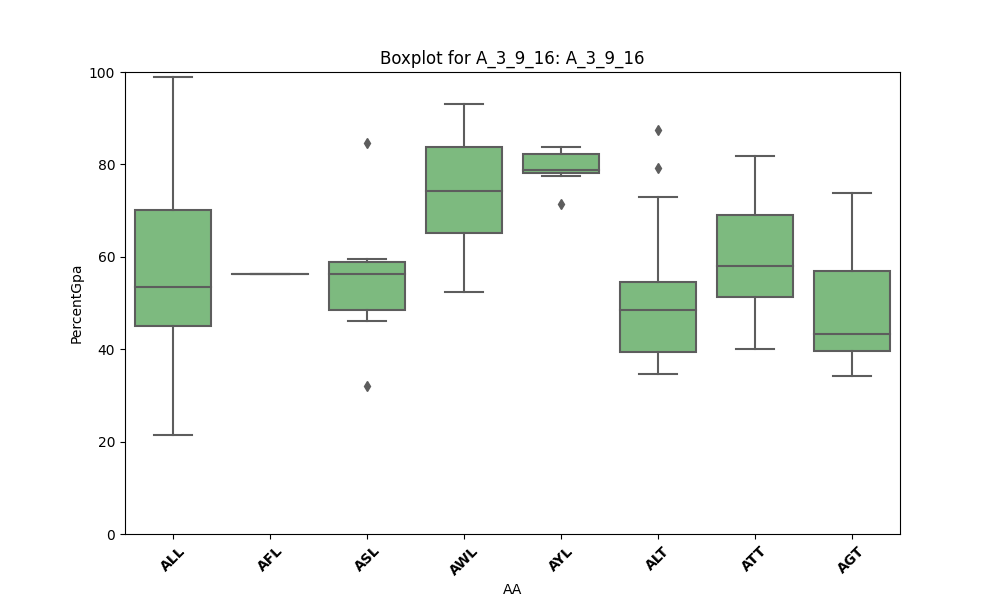 Boxplot for A_3_9_16: A_3_9_16
PercentGpa
100
80
60
40
20
0
ALL
AFL
ASL
AWL
AYL
ALT
ATT
AGT
AA